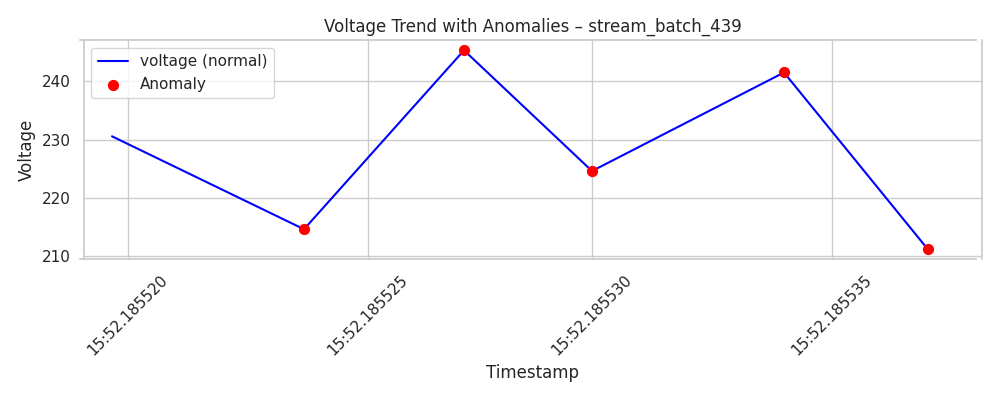 Voltage Trend with Anomalies – stream_batch_439
voltage (normal)
Anomaly
Voltage
240
230
220
210
15:52.185520
15:52.185525
15:52.185530
15:52.185535
Timestamp